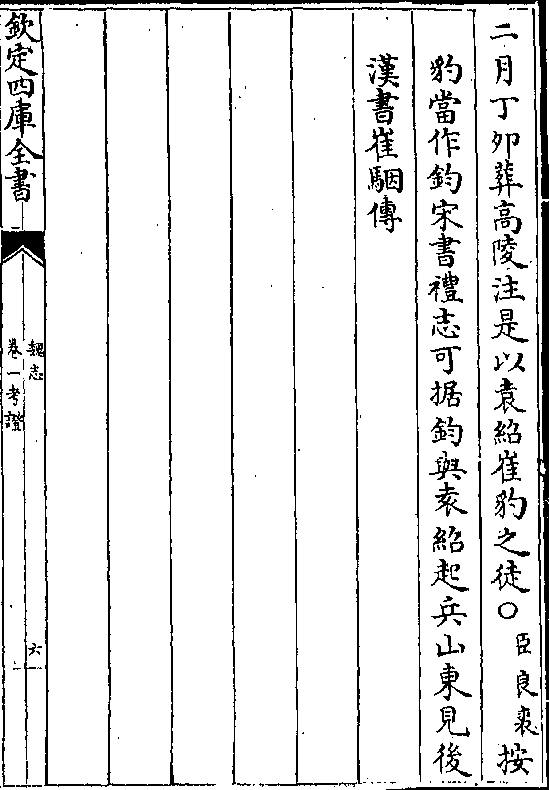 二月丁卯葬高陵注是以袁紹崔豹之徒〇臣良裘按
豹當作鈞宋書禮志可据鈞與袁紹起兵山東見後
漢書崔駰傳
欽定四庫全書
魏志
卷一考證
六